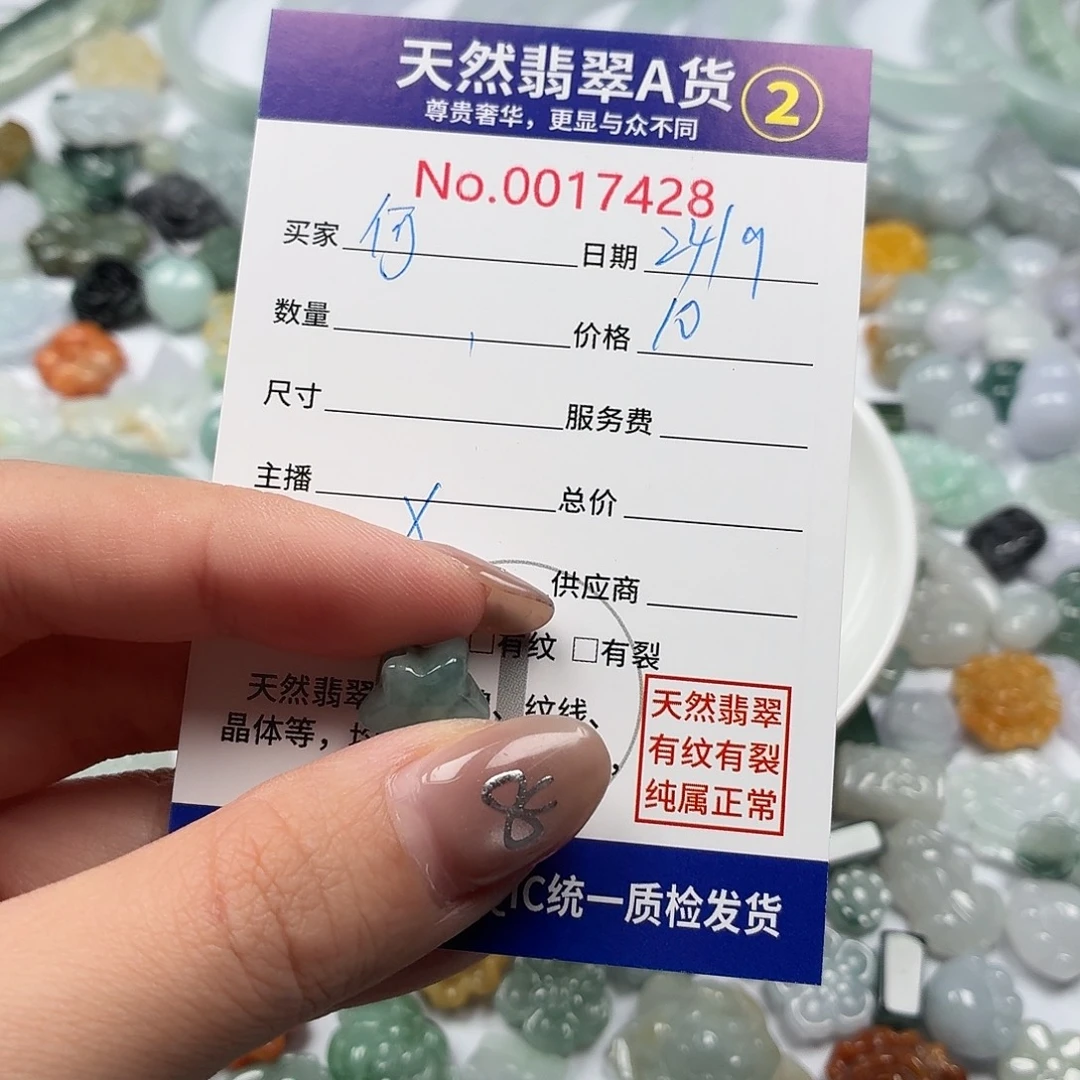 天然翡翠A货 2
尊贵奢华，更显与众不同
No.0017428
买家 何 日期 24/9
数量 1 价格 10
尺寸 服务费
主播 X 总价
供应商
□有纹 □有裂
天然翡翠 、纹线、
晶体等，
天然翡翠
有纹有裂
纯属正常
IC统一质检发货